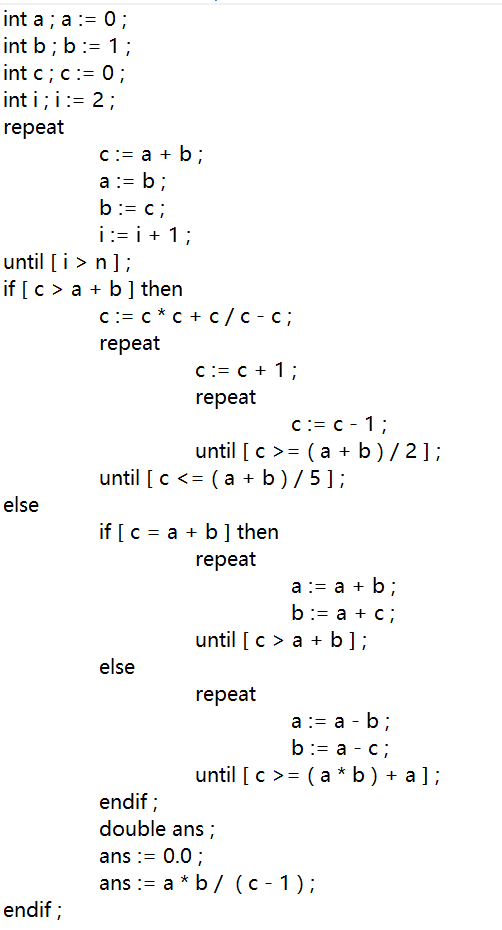 int a ; a := 0 ;
int b ; b := 1 ;
int c ; c := 0 ;
int i ; i := 2 ;
repeat
c := a + b ;
a := b ;
b := c ;
i := i + 1 ;
until [ i > n ] ;
if [ c > a + b ] then
c := c * c + c / c - c ;
repeat
c := c + 1 ;
repeat
c := c - 1 ;
until [ c >= ( a + b ) / 2 ] ;
until [ c <= ( a + b ) / 5 ] ;
else
if [ c = a + b ] then
repeat
a := a + b ;
b := a + c ;
until [ c > a + b ] ;
else
repeat
a := a - b ;
b := a - c ;
until [ c >= ( a * b ) + a ] ;
endif ;
double ans ;
ans := 0.0 ;
ans := a * b / ( c - 1 ) ;
endif ;